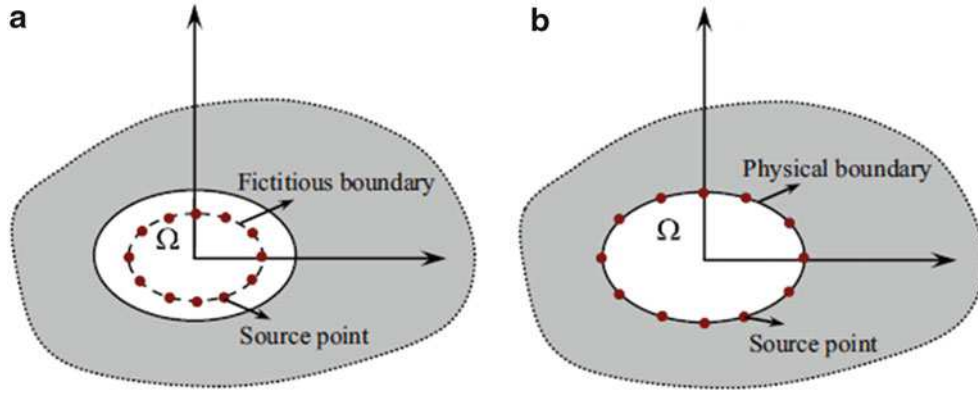 a
Fictitious boundary
Ω
Source point
b
Physical boundary
Ω
Source point